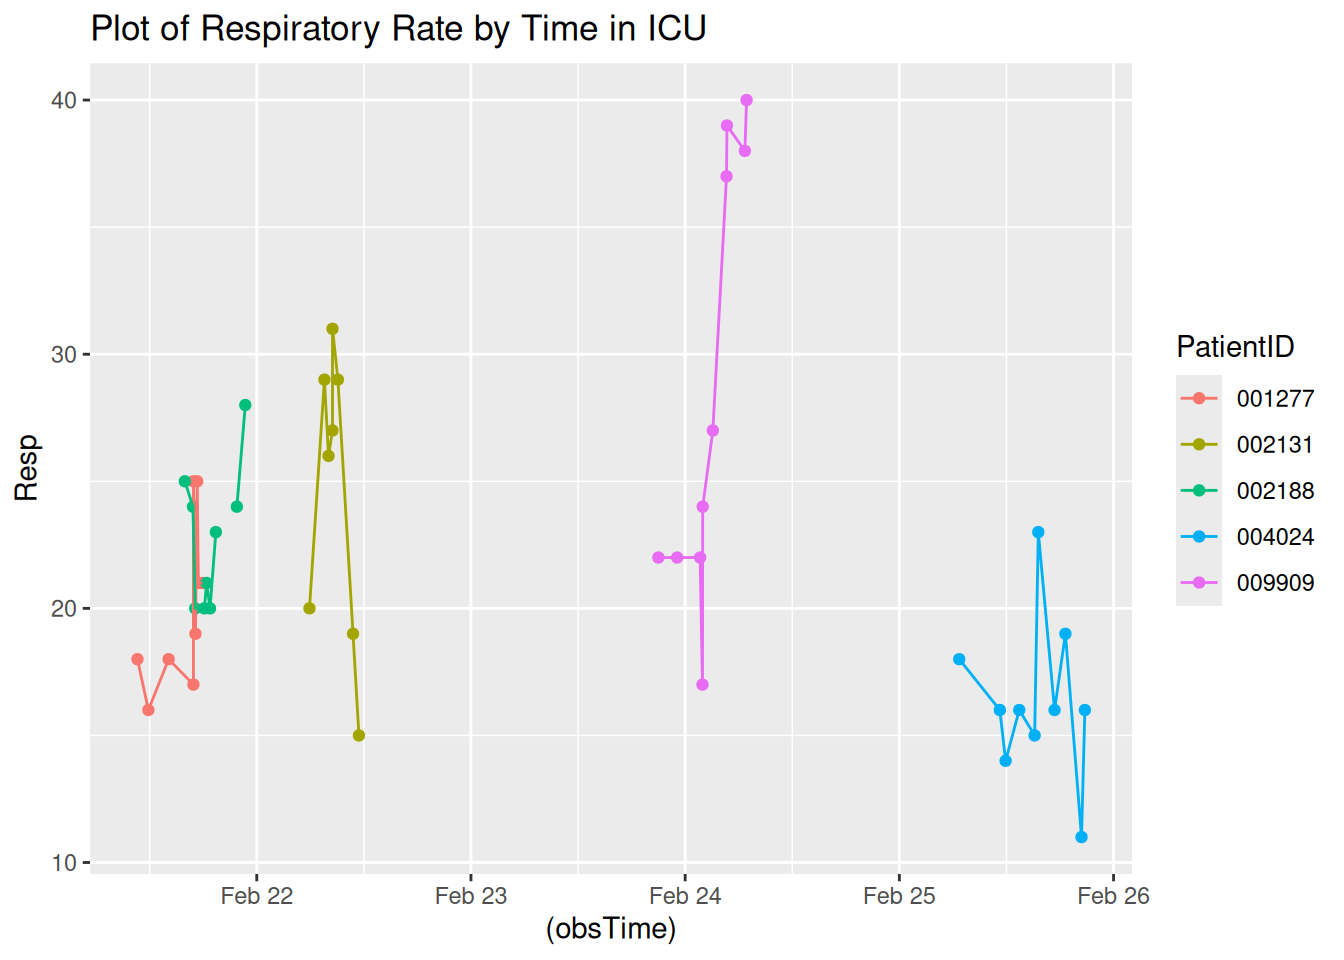 Plot of Respiratory Rate by Time in ICU
40
30
20
10
Resp
Feb 22
Feb 23
Feb 24
Feb 25
Feb 26
(obsTime)
PatientID
001277
002131
002188
004024
009909